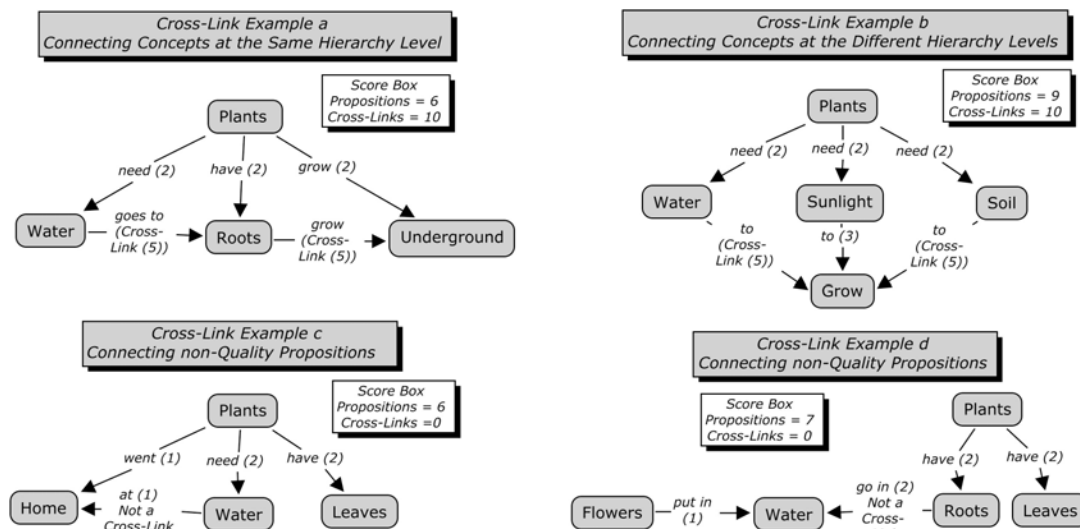 Cross-Link Example a
Connecting Concepts at the Same Hierarchy Level
Score Box
Propositions = 6
Cross-Links = 10
Plants
need (2)
have (2)
grow (2)
Water
goes to
(Cross-
Link (5))
Roots
grow
(Cross-
Link (5))
Underground
Cross-Link Example b
Connecting Concepts at the Different Hierarchy Levels
Score Box
Propositions = 9
Cross-Links = 10
Plants
need (2)
need (2)
need (2)
Water
Sunlight
Soil
to
(Cross-
Link (5))
to (3)
to
(Cross-
Link (5))
Grow
Cross-Link Example c
Connecting non-Quality Propositions
Score Box
Propositions = 6
Cross-Links =0
Plants
went (1)
need (2)
have (2)
Home
at (1)
Not a
Cross-Link
Water
Leaves
Cross-Link Example d
Connecting non-Quality Propositions
Score Box
Propositions = 7
Cross-Links = 0
Plants
have (2)
have (2)
Flowers
put in
(1)
Water
go in (2)
Not a
Cross-
Roots
Leaves